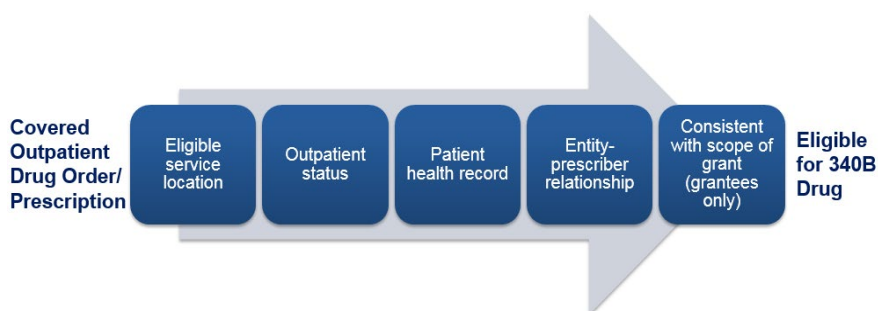 Covered
Outpatient
Drug Order/
Prescription
Eligible
service
location
Outpatient
status
Patient
health record
Entity-
prescriber
relationship
Consistent
with scope of
grant
(grantees
only)
Eligible
for 340B
Drug